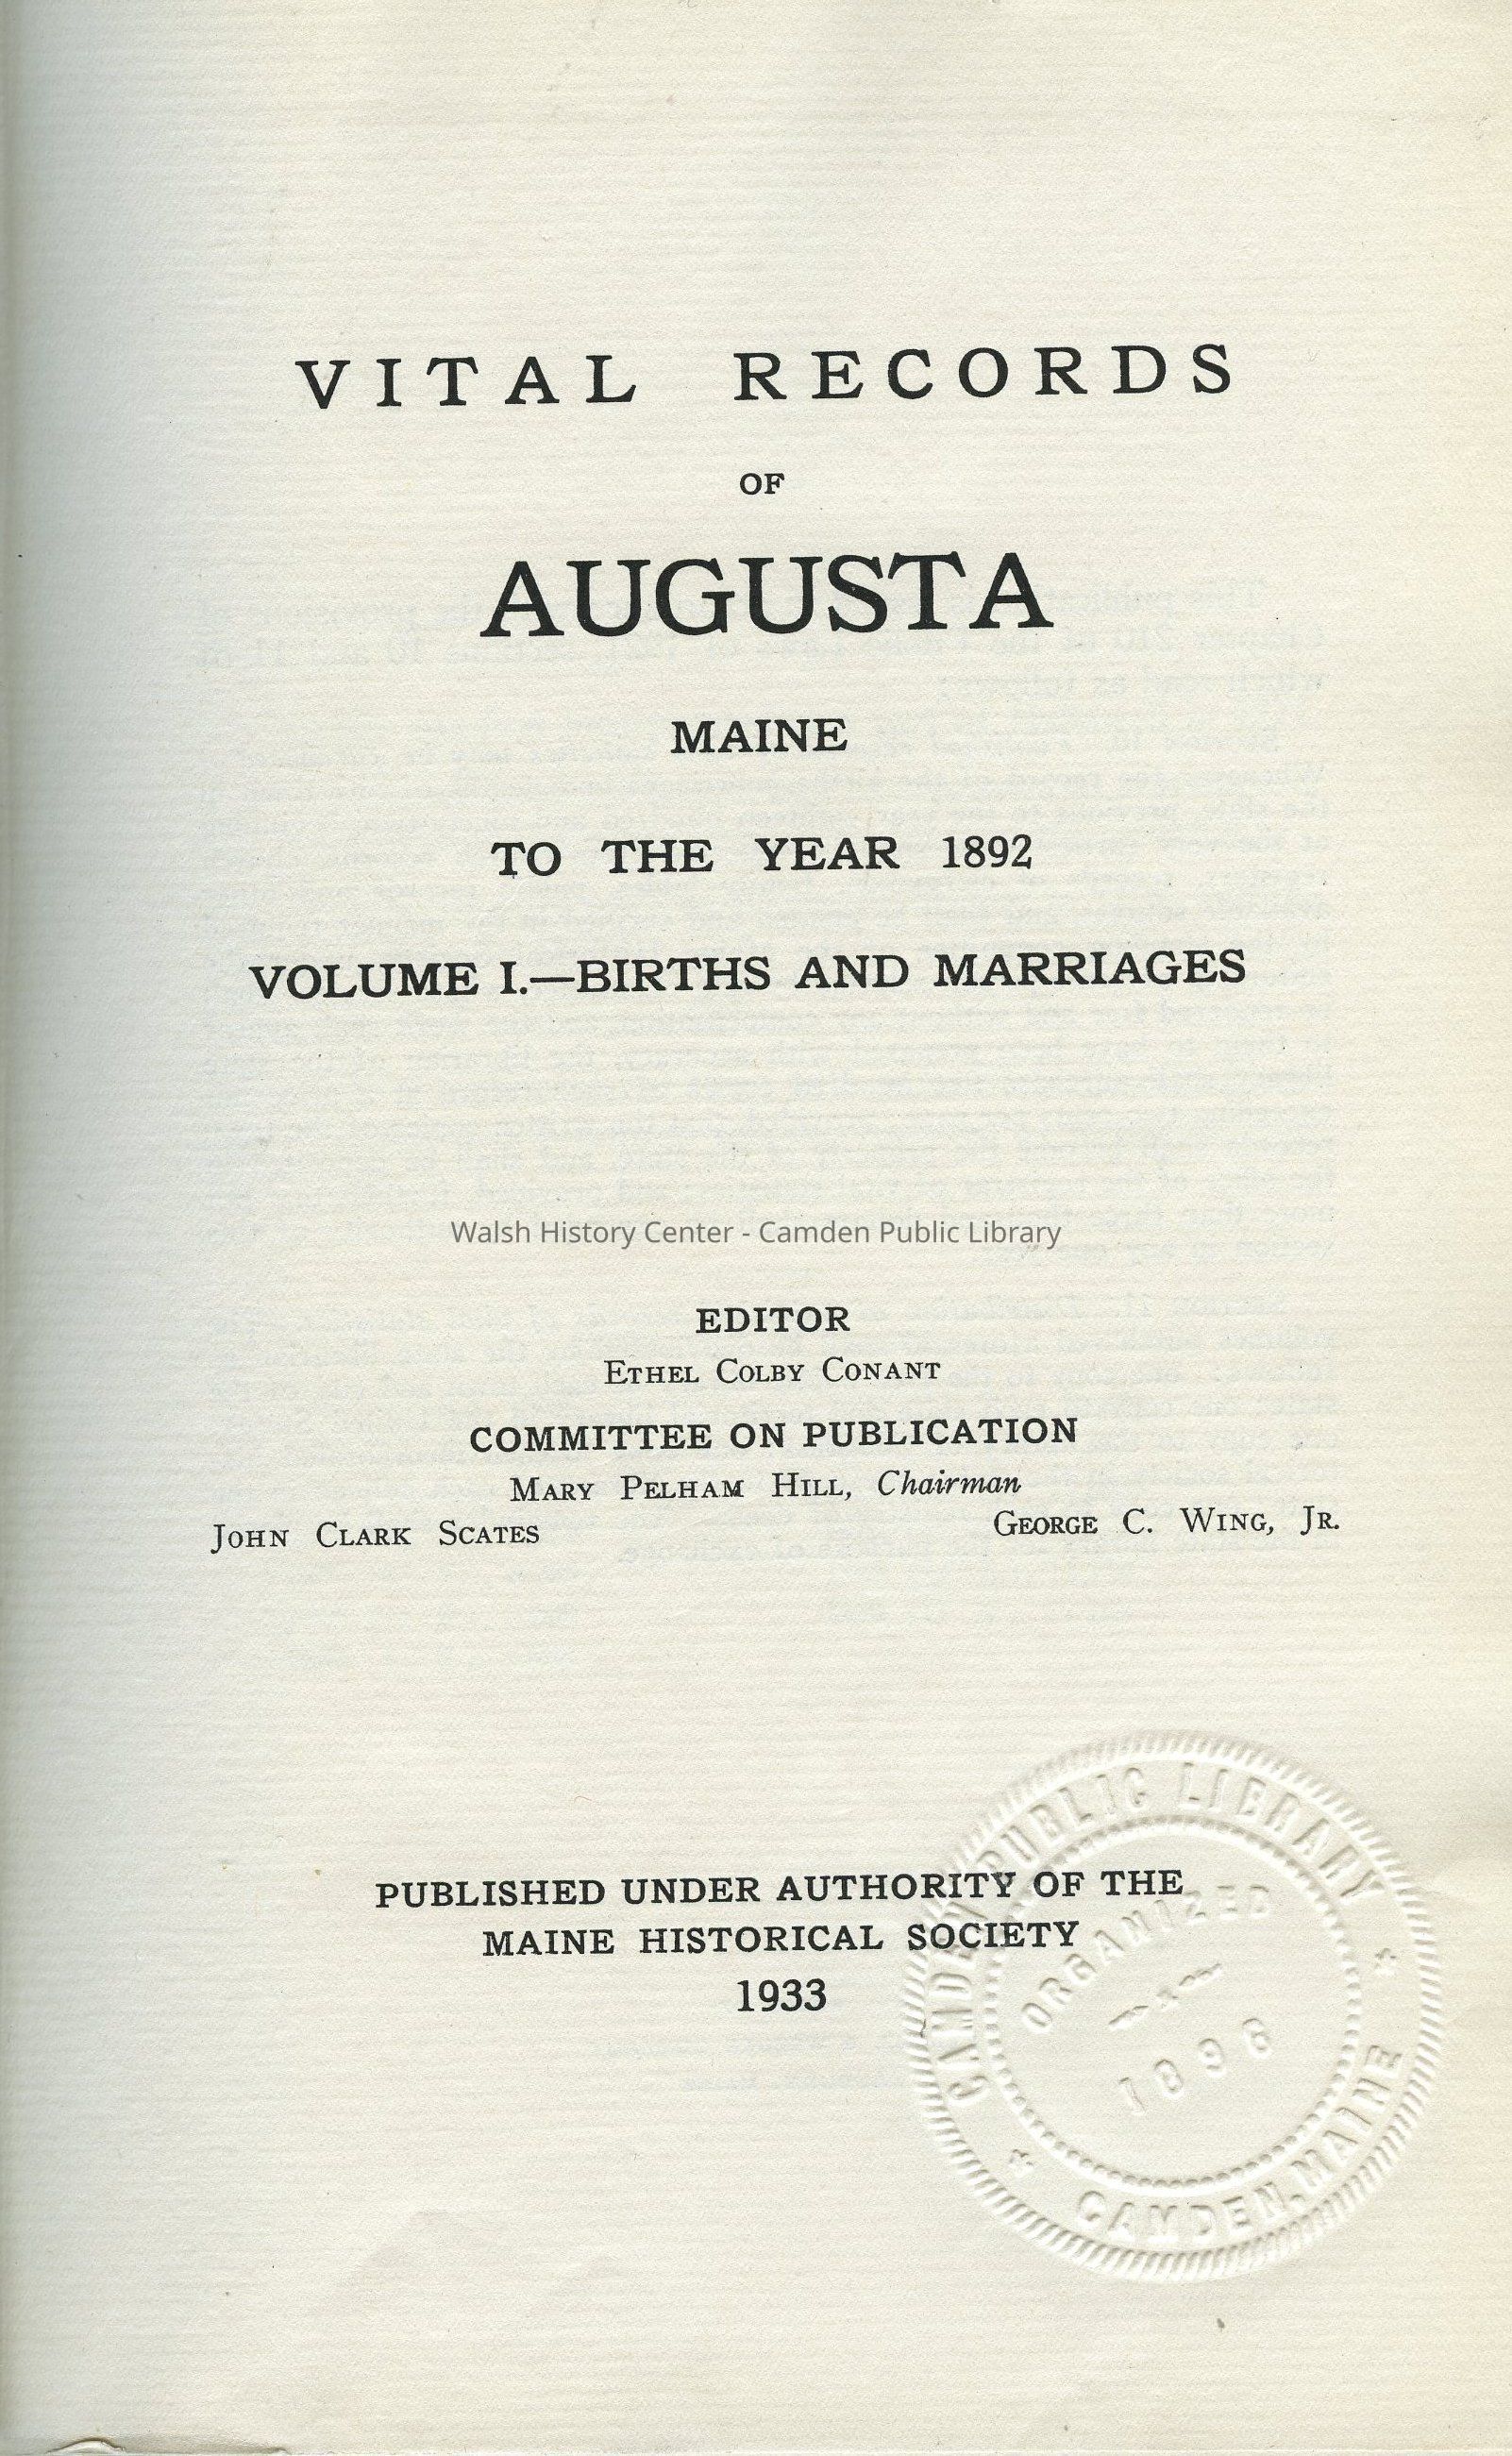 VITAL RECORDS
OF
AUGUSTA
MAINE
TO THE YEAR 1892
VOLUME I.—BIRTHS AND MARRIAGES
Walsh History Center - Camden Public Library
EDITOR
ETHEL COLBY CONANT
COMMITTEE ON PUBLICATION
MARY PELHAM HILL, Chairman
JOHN CLARK SCATES GEORGE C. WING, JR.
PUBLISHED UNDER AUTHORITY OF THE
MAINE HISTORICAL SOCIETY
1933
CAMDEN PUBLIC LIBRARY
ORGANIZED
1896
CAMDEN, MAINE